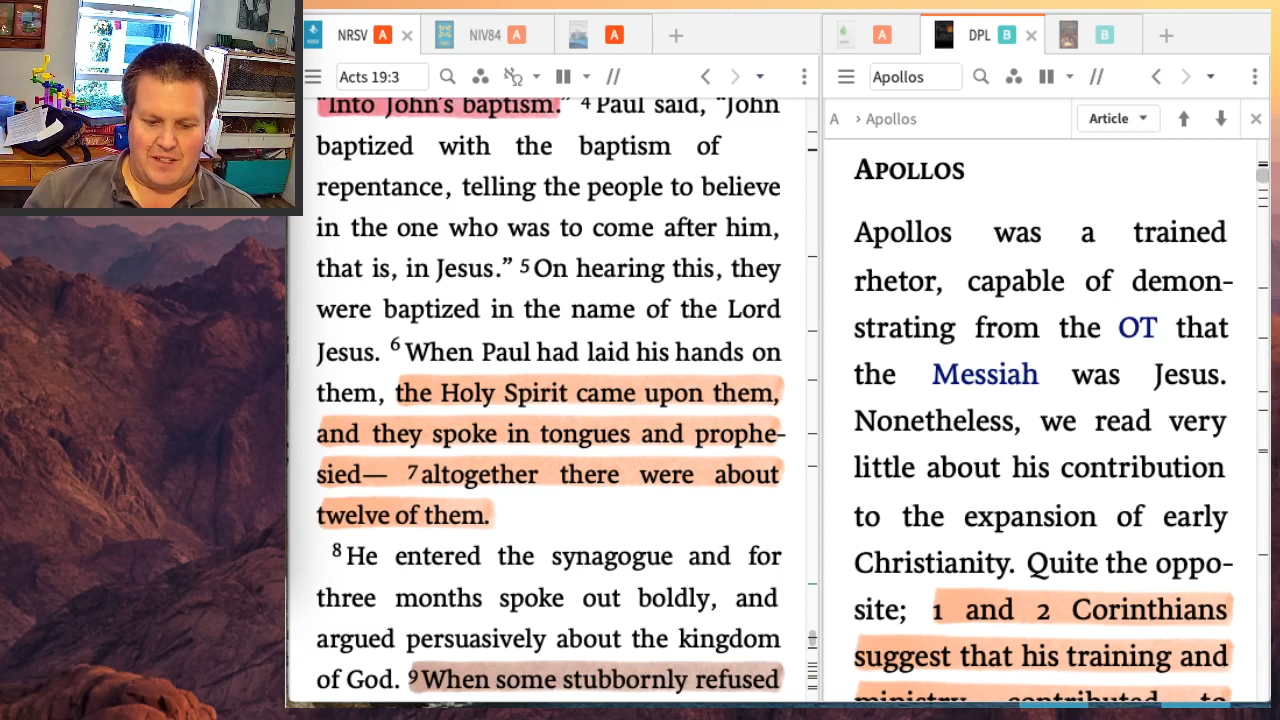 NRSV A
NIV84 A
A
A
DPL B
B
Acts 19:3
Apollos
“Into John’s baptism.” 4 Paul said, “John
baptized with the baptism of
repentance, telling the people to believe
in the one who was to come after him,
that is, in Jesus.” 5 On hearing this, they
were baptized in the name of the Lord
Jesus. 6 When Paul had laid his hands on
them, the Holy Spirit came upon them,
and they spoke in tongues and prophe-
sied— 7 altogether there were about
twelve of them.
8 He entered the synagogue and for
three months spoke out boldly, and
argued persuasively about the kingdom
of God. 9 When some stubbornly refused
A › Apollos
Article
APOLLOS
Apollos was a trained
rhetor, capable of demon-
strating from the OT that
the Messiah was Jesus.
Nonetheless, we read very
little about his contribution
to the expansion of early
Christianity. Quite the oppo-
site; 1 and 2 Corinthians
suggest that his training and
ministry contributed to